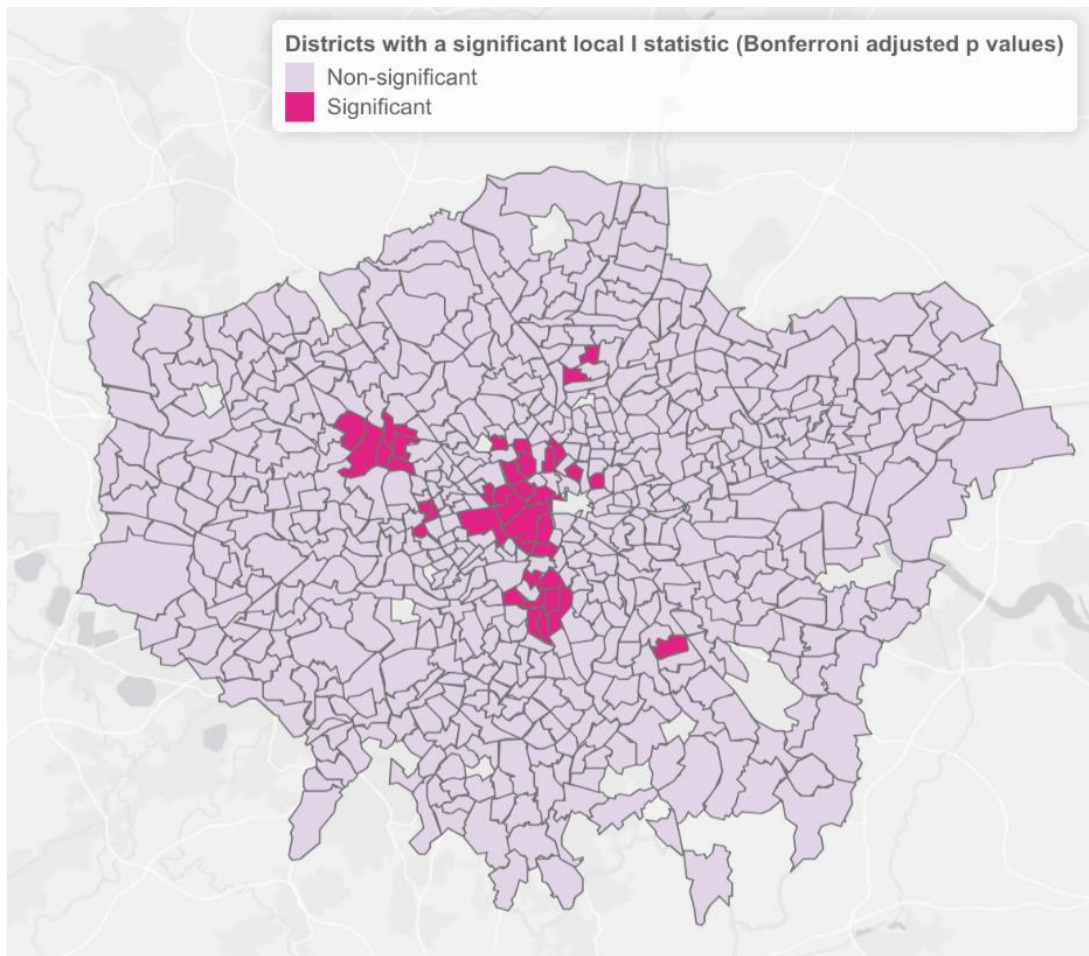 Districts with a significant local I statistic (Bonferroni adjusted p values)
Non-significant
Significant